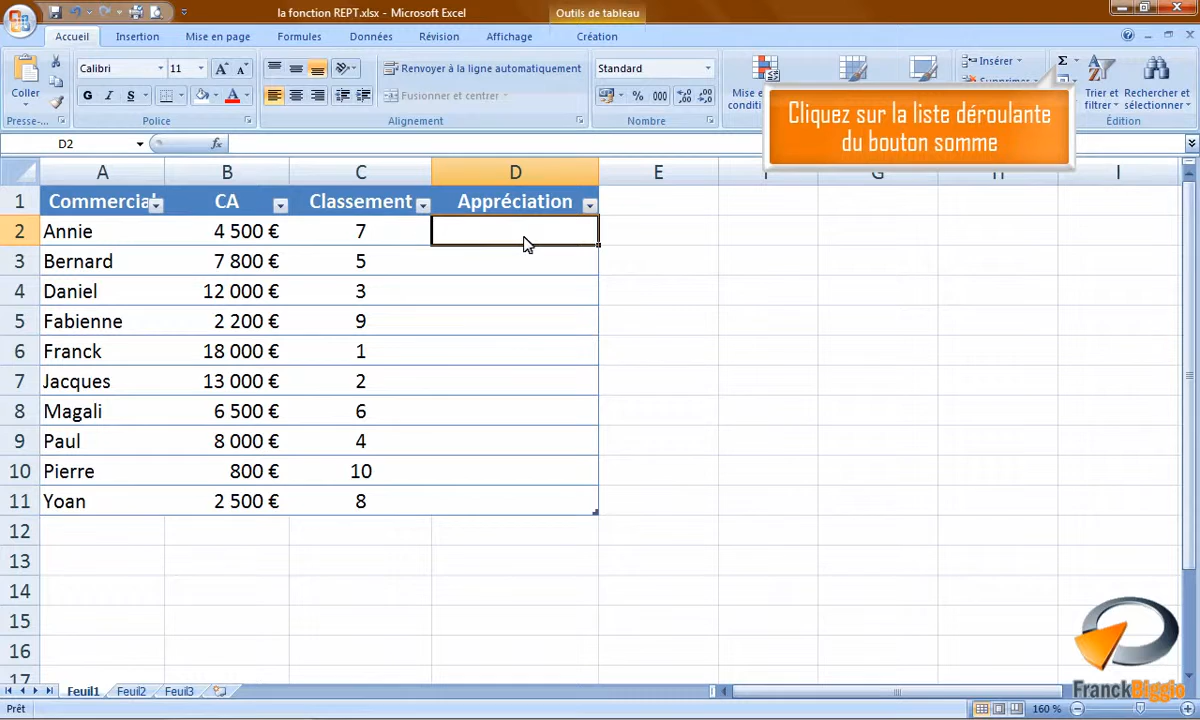 la fonction REPT.xlsx - Microsoft Excel
Outils de tableau
Accueil Insertion Mise en page Formules Données Révision Affichage Création
Coller
Calibri 11
Renvoyer à la ligne automatiquement
Standard
Insérer
Σ
G I S
Fusionner et centrer
% 000
Mise en
conditi
Trier et
filtrer
Rechercher et
sélectionner
Presse-...
Police
Alignement
Nombre
Édition
Cliquez sur la liste déroulante
du bouton somme
D2
fx
A B C D E F G H I
1 Commercial CA Classement Appréciation
2 Annie 4 500 € 7
3 Bernard 7 800 € 5
4 Daniel 12 000 € 3
5 Fabienne 2 200 € 9
6 Franck 18 000 € 1
7 Jacques 13 000 € 2
8 Magali 6 500 € 6
9 Paul 8 000 € 4
10 Pierre 800 € 10
11 Yoan 2 500 € 8
12
13
14
15
16
17
FranckBiggio
Feuil1 Feuil2 Feuil3
Prêt
160 %